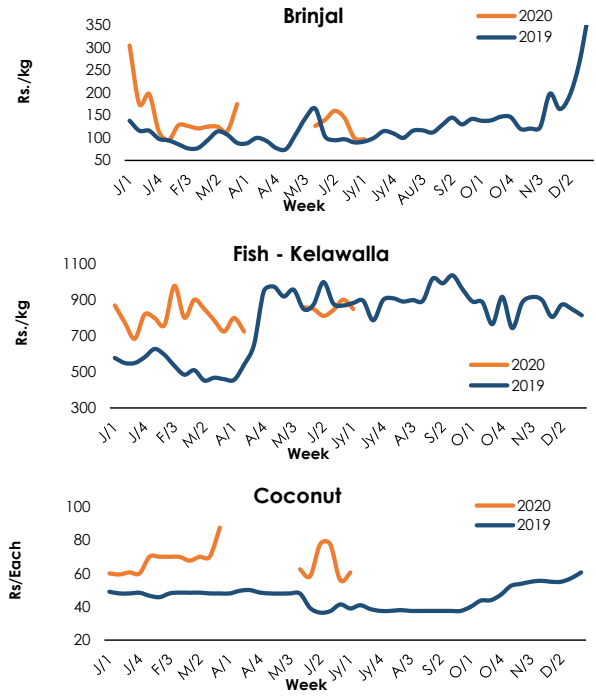 Brinjal
2020
2019
Rs./kg
350
300
250
200
150
100
50
J/1 J/4 F/3 M/2 A/1 A/4 M/3 J/2 Jy/1 Jy/4 Au/3 S/2 O/1 O/4 N/3 D/2
Week
Fish - Kelawalla
Rs./kg
1100
900
700
500
300
2020
2019
J/1 J/4 F/3 M/2 A/1 A/4 M/3 J/2 Jy/1 Jy/4 A/3 S/2 O/1 O/4 N/3 D/2
Week
Coconut
2020
2019
Rs/Each
100
80
60
40
20
J/1 J/4 F/3 M/2 A/1 A/4 M/3 J/2 Jy/1 Jy/4 A/3 S/2 O/1 O/4 N/3 D/2
Week